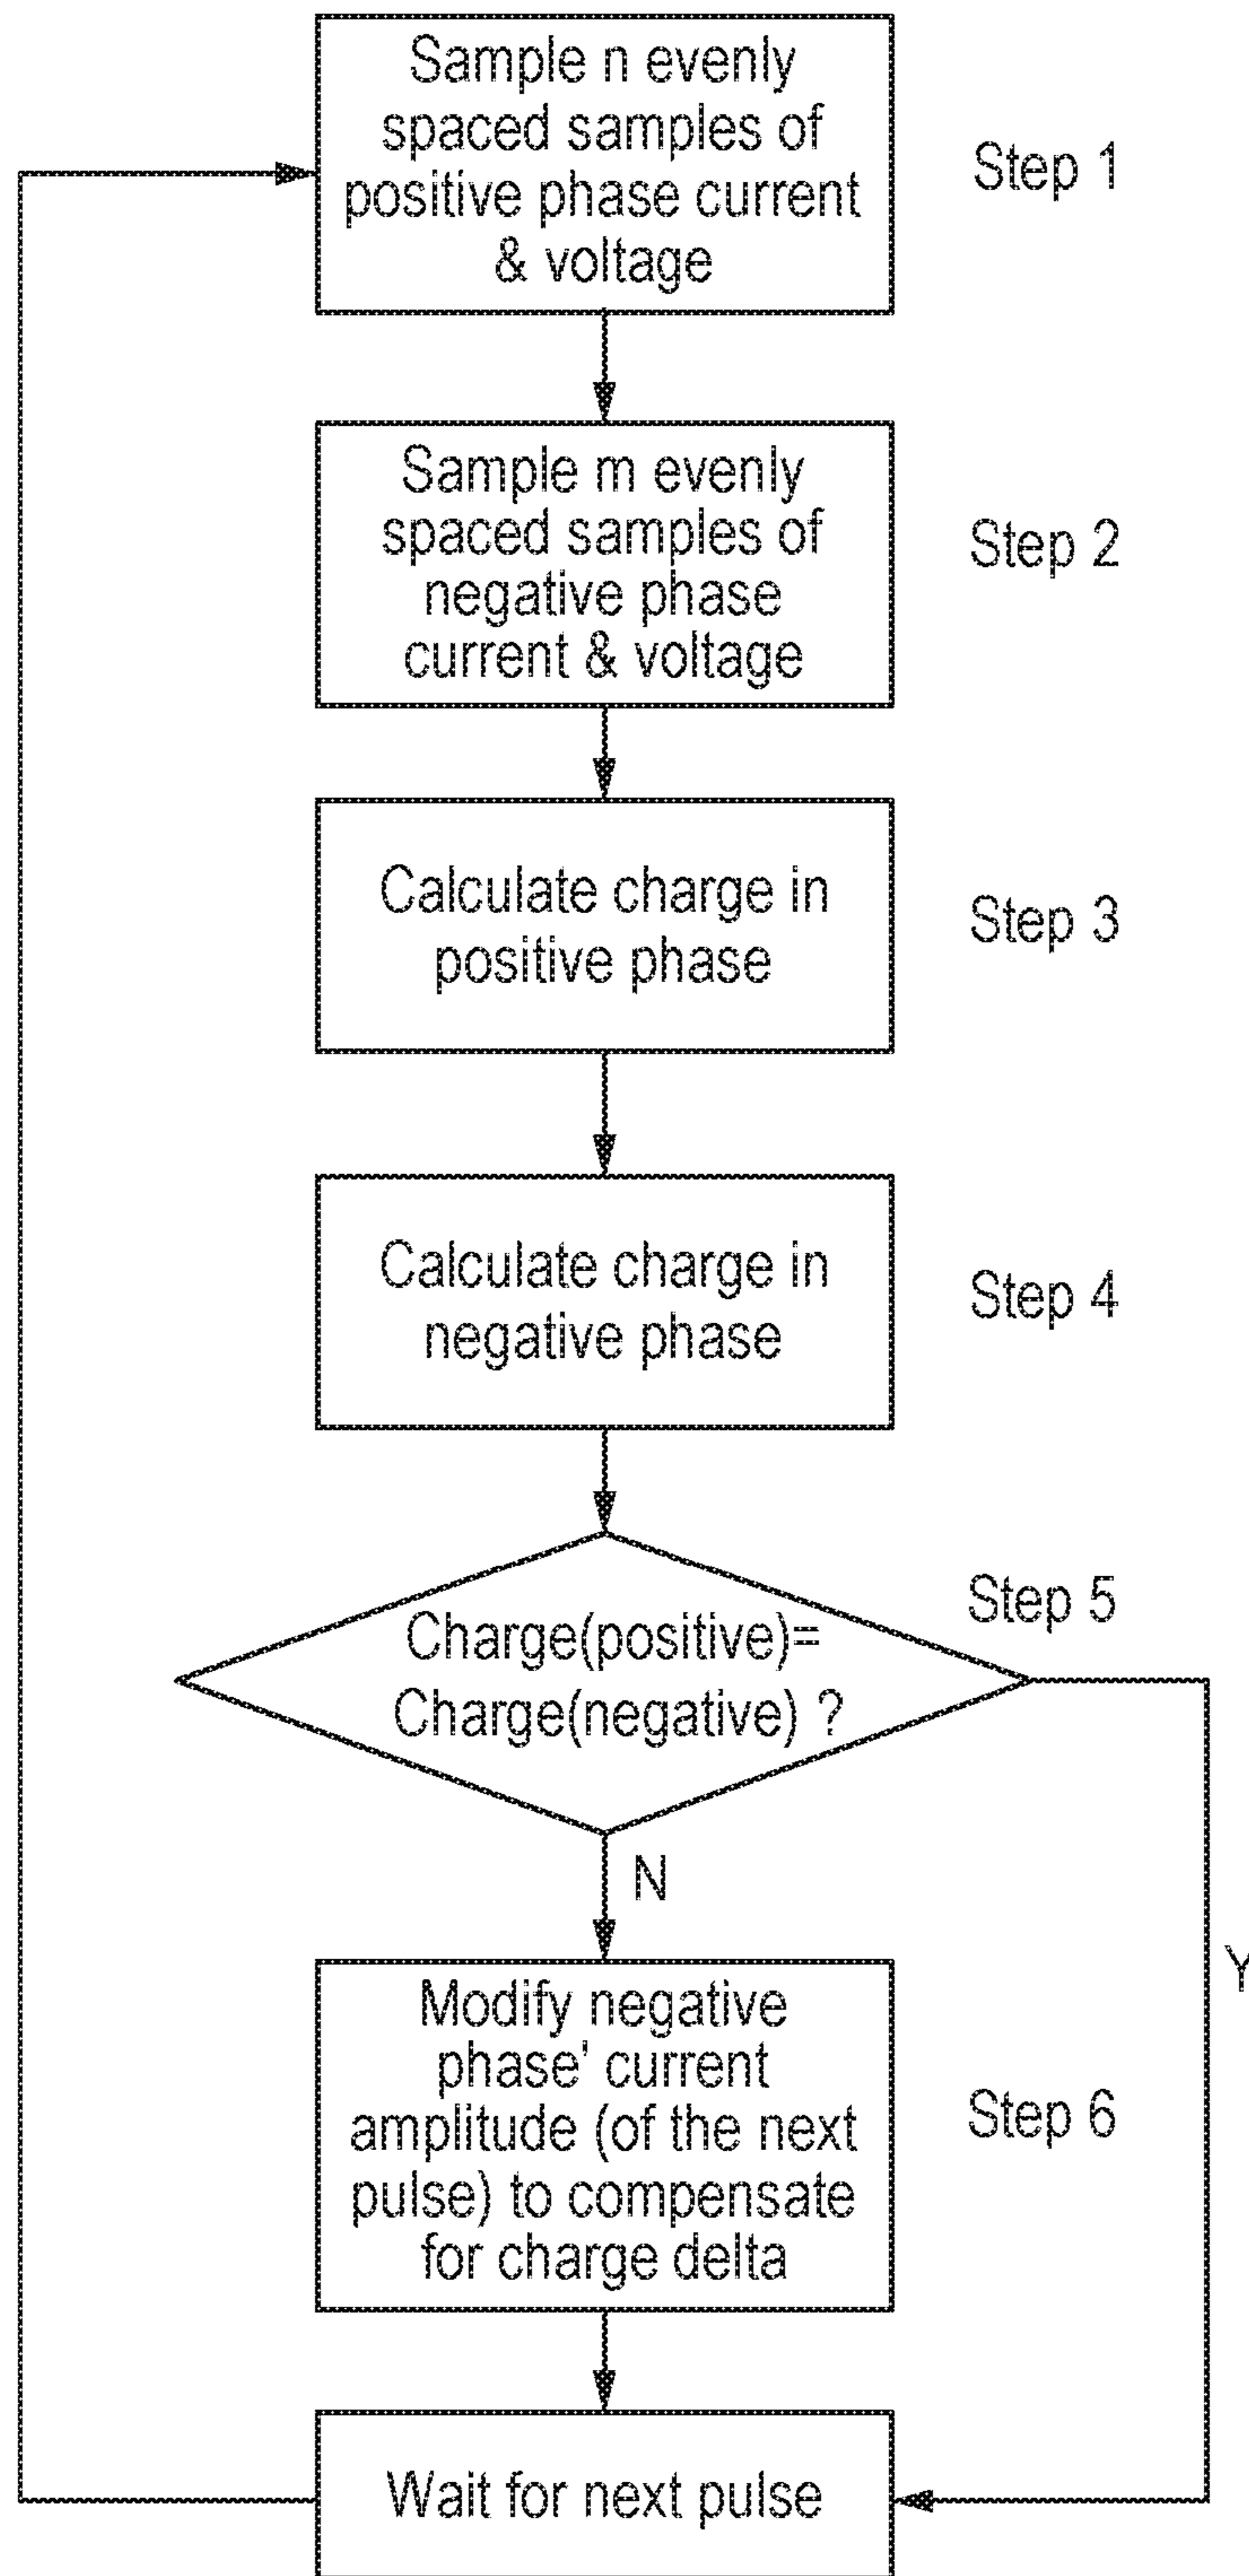 Sample n evenly
spaced samples of
positive phase current
& voltage
Step 1
Sample m evenly
spaced samples of
negative phase
current & voltage
Step 2
Calculate charge in
positive phase
Step 3
Calculate charge in
negative phase
Step 4
Charge(positive)=
Charge(negative) ?
Step 5
N
Y
Modify negative
phase' current
amplitude (of the next
pulse) to compensate
for charge delta
Step 6
Wait for next pulse